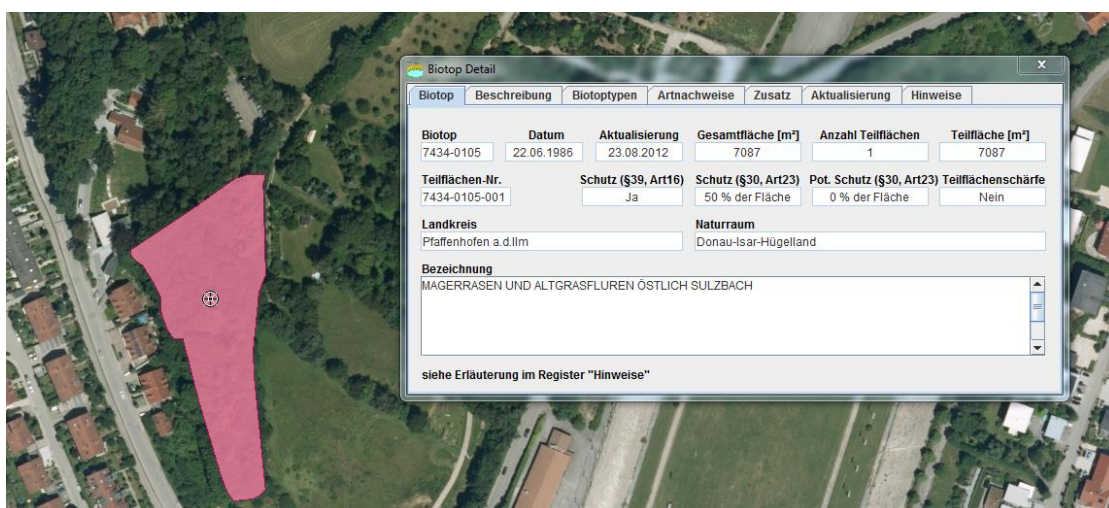 Biotop Detail
x
Biotop Beschreibung Biotoptypen Artnachweise Zusatz Aktualisierung Hinweise
Biotop Datum Aktualisierung Gesamtfläche [m²] Anzahl Teilflächen Teilfläche [m²]
7434-0105 22.06.1986 23.08.2012 7087 1 7087
Teilflächen-Nr. Schutz (§39, Art16) Schutz (§30, Art23) Pot. Schutz (§30, Art23) Teilflächenschärfe
7434-0105-001 Ja 50 % der Fläche 0 % der Fläche Nein
Landkreis Naturraum
Pfaffenhofen a.d.Ilm Donau-Isar-Hügelland
Bezeichnung
MAGERRASEN UND ALTGRASFLUREN ÖSTLICH SULZBACH
siehe Erläuterung im Register "Hinweise"